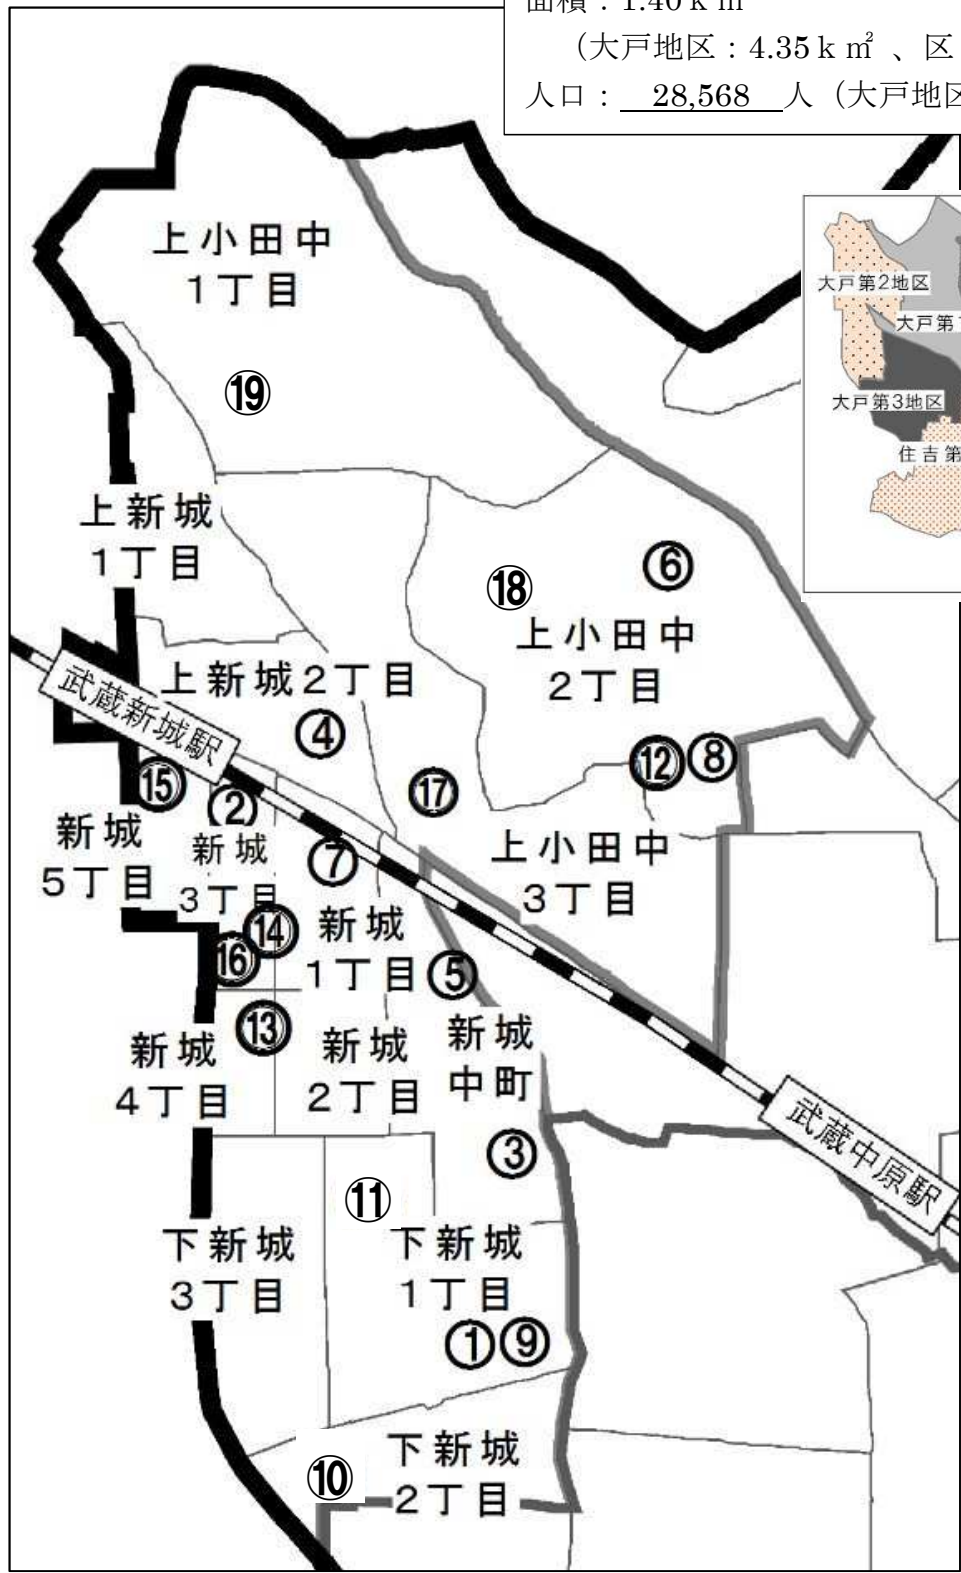 面積：1.40ｋ㎡
（大戸地区：4.35ｋ㎡、区
人口： 28,568 人（大戸地区
大戸第2地区
大戸第
大戸第3地区
住吉第
上小田中
1丁目
⑲
上新城
1丁目
⑥
⑱
上小田中
2丁目
上新城2丁目
武蔵新城駅
④
⑫ ⑧
⑮ ② ⑰
新城
5丁目
新城
3丁目
⑦
上小田中
3丁目
⑭
⑯
新城
1丁目
⑤
⑬
新城
4丁目
新城
2丁目
新城
中町
武蔵中原駅
③
⑪
下新城
3丁目
下新城
1丁目
① ⑨
下新城
2丁目
⑩